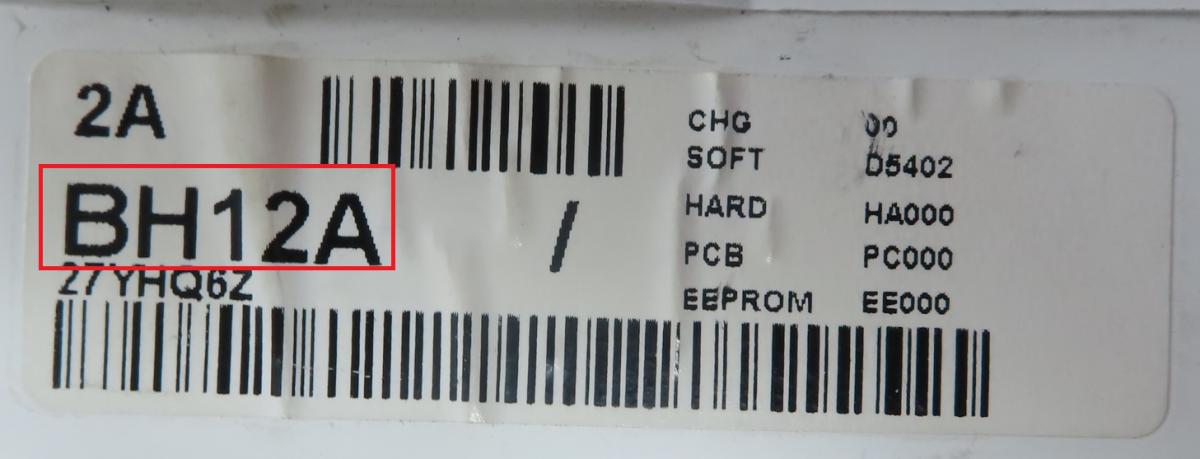 2A
BH12A /
27YHQ6Z
CHG 00
SOFT D5402
HARD HA000
PCB PC000
EEPROM EE000